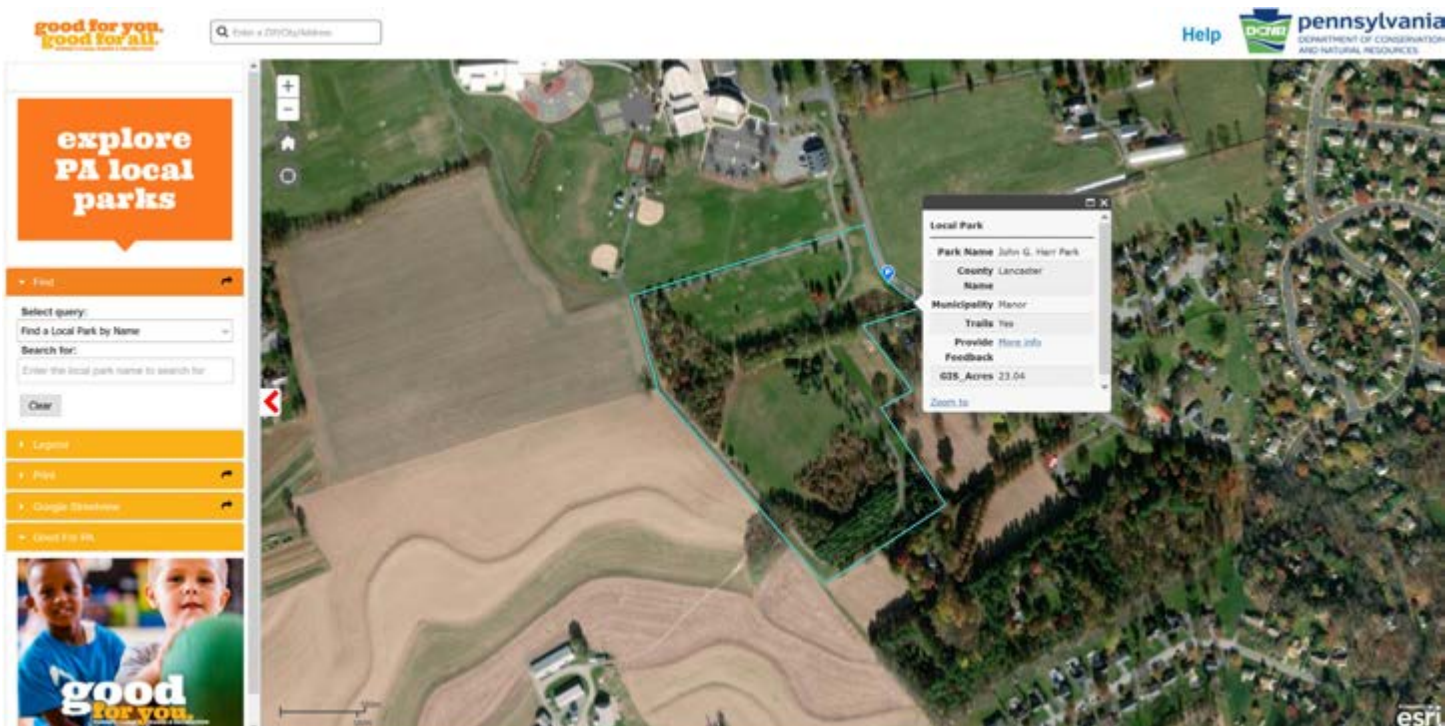 good for you.
good for all.
Enter a ZIP/City/Address
Help
DCNR
pennsylvania
DEPARTMENT OF CONSERVATION
AND NATURAL RESOURCES
explore
PA local
parks
Find
Select query:
Find a Local Park by Name
Search for:
Enter the local park name to search for
Clear
Legend
Print
Google Streetview
Good For PA
good
for you.
Local Park
Park Name John G. Herr Park
County Lancaster
Name
Municipality Manor
Trails Yes
Provide More info
Feedback
GIS_Acres 23.04
Zoom to
esri